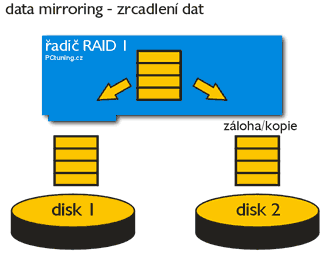 data mirroring - zrcadlení dat
řadič RAID 1
PCtuning.cz
záloha/kopie
disk 1
disk 2